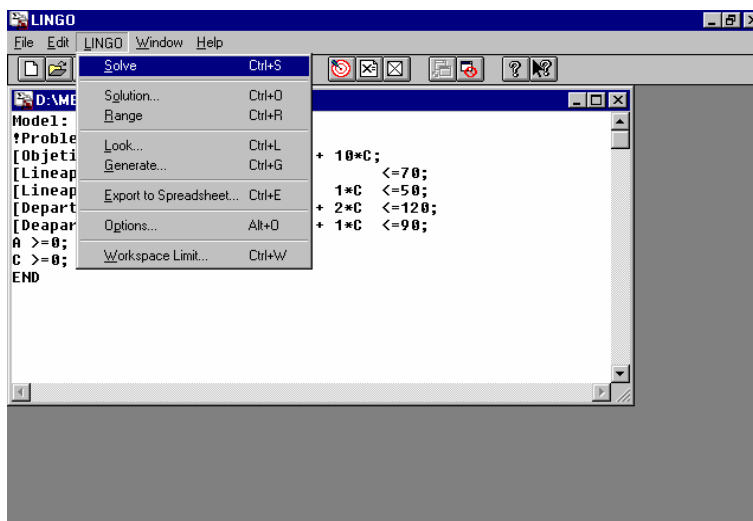 LINGO
File Edit LINGO Window Help
Solve Ctrl+S
Solution... Ctrl+O
Range Ctrl+R
Look... Ctrl+L
Generate... Ctrl+G
Export to Spreadsheet... Ctrl+E
Options... Alt+O
Workspace Limit... Ctrl+W
D:\ME
Model:
!Proble
[Objeti + 10*C;
[Lineap <=70;
[Lineap 1*C <=50;
[Depart + 2*C <=120;
[Deapar + 1*C <=90;
A >=0;
C >=0;
END